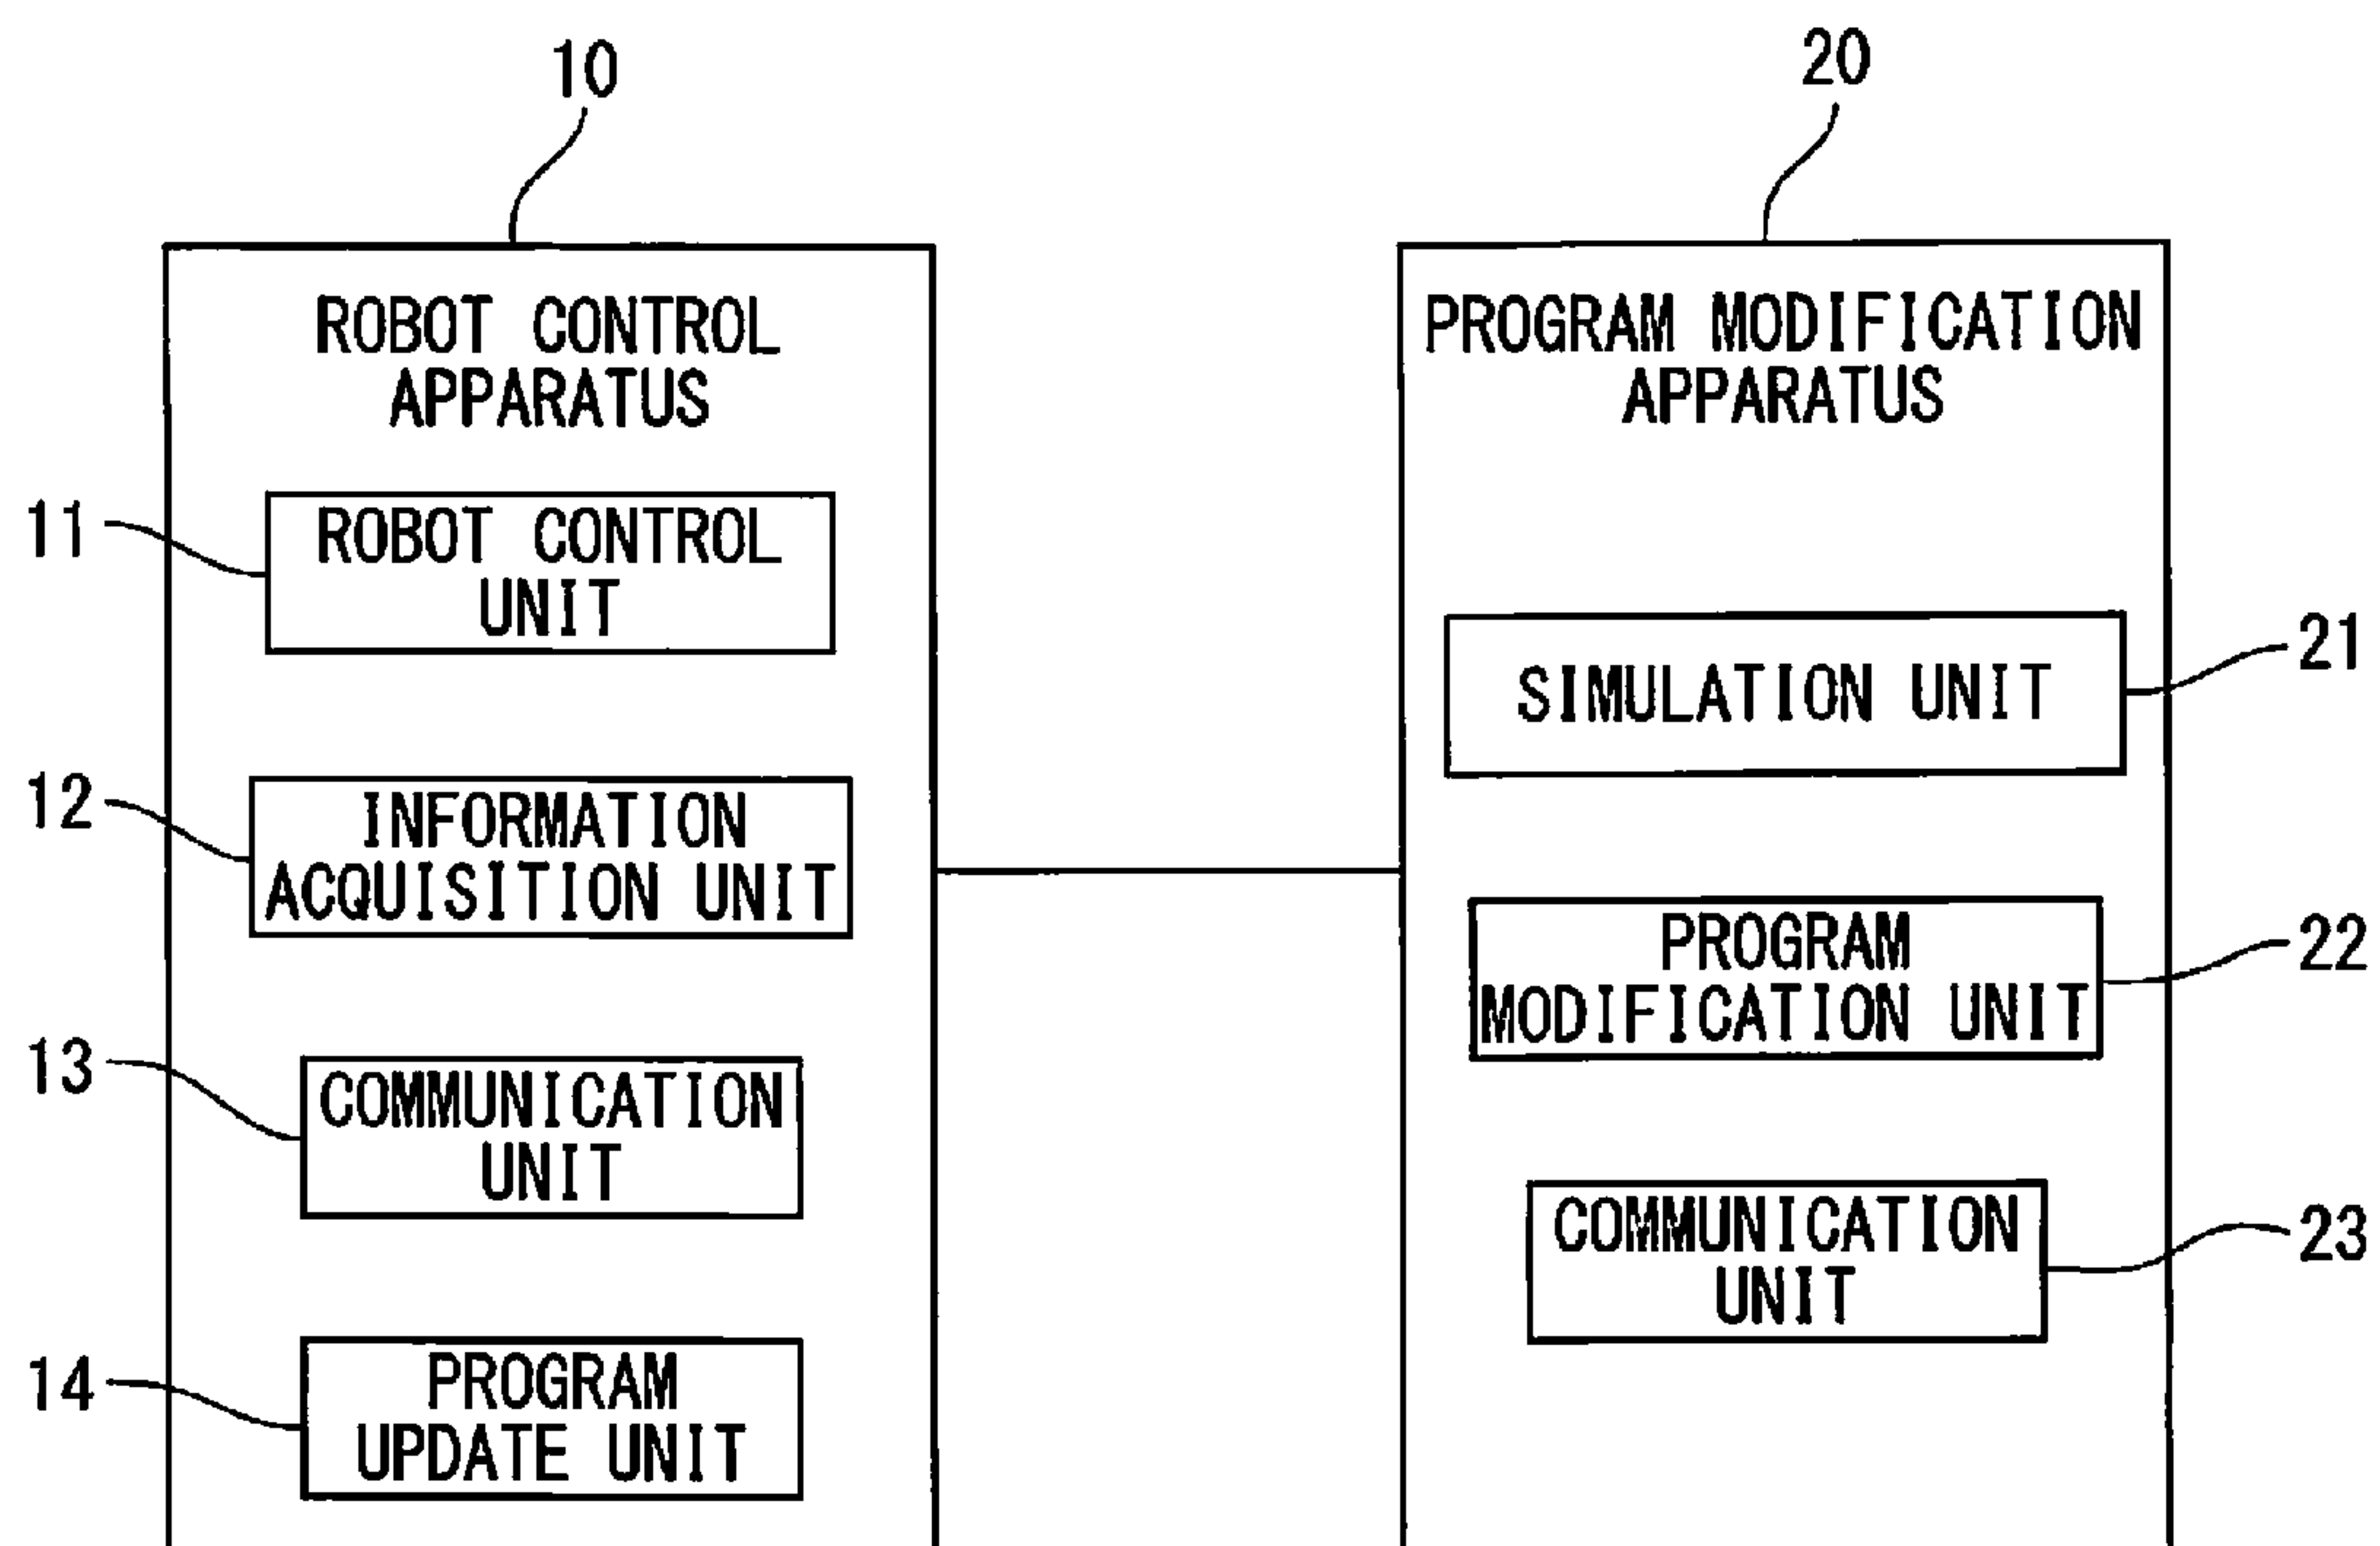 10
20
ROBOT CONTROL
APPARATUS
11
ROBOT CONTROL
UNIT
12
INFORMATION
ACQUISITION UNIT
13
COMMUNICATION
UNIT
14
PROGRAM
UPDATE UNIT
PROGRAM MODIFICATION
APPARATUS
SIMULATION UNIT
21
PROGRAM
MODIFICATION UNIT
22
COMMUNICATION
UNIT
23